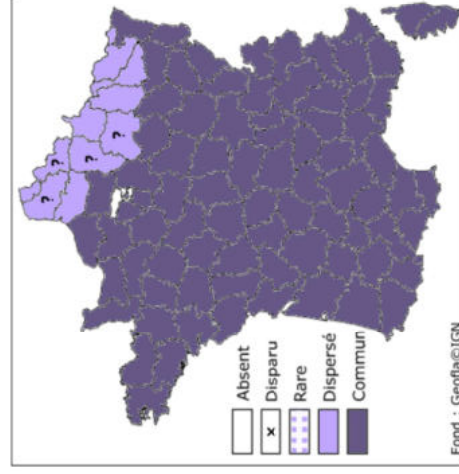 ?
?
?
?
Absent
x Disparu
Rare
Dispersé
Commun
Fond : Geofla©IGN